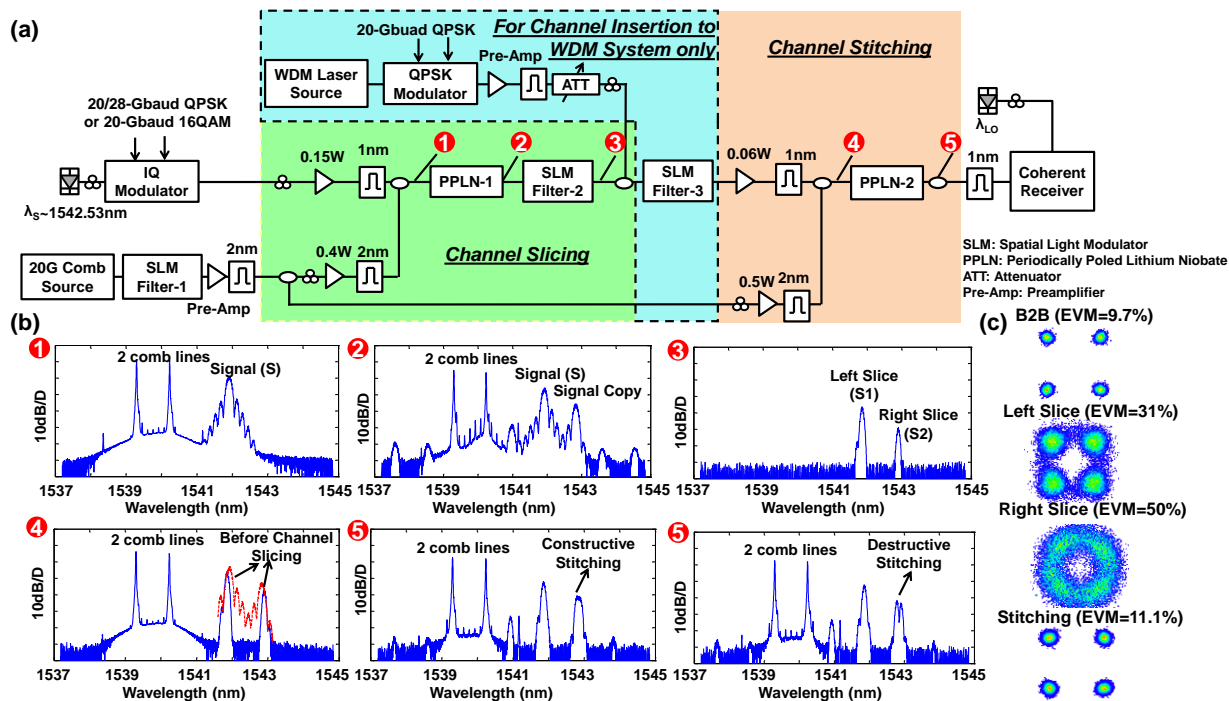 (a)
For Channel Insertion to
WDM System only
Channel Stitching
20-Gbuad QPSK
Pre-Amp
WDM Laser
Source
QPSK
Modulator
ATT
20/28-Gbaud QPSK
or 20-Gbaud 16QAM
λLO
1
2
3
4
5
0.15W
1nm
0.06W
1nm
1nm
IQ
Modulator
PPLN-1
SLM
Filter-2
SLM
Filter-3
PPLN-2
Coherent
Receiver
λS~1542.53nm
2nm
0.4W
2nm
Channel Slicing
20G Comb
Source
SLM
Filter-1
Pre-Amp
0.5W
2nm
SLM: Spatial Light Modulator
PPLN: Periodically Poled Lithium Niobate
ATT: Attenuator
Pre-Amp: Preamplifier
(b)
1
2 comb lines
Signal (S)
10dB/D
1537 1539 1541 1543 1545
Wavelength (nm)
2
2 comb lines
Signal (S)
Signal Copy
10dB/D
1537 1539 1541 1543 1545
Wavelength (nm)
3
Left Slice
(S1)
Right Slice
(S2)
10dB/D
1537 1539 1541 1543 1545
Wavelength (nm)
4
2 comb lines
Before Channel
Slicing
10dB/D
1537 1539 1541 1543 1545
Wavelength (nm)
5
2 comb lines
Constructive
Stitching
10dB/D
1537 1539 1541 1543 1545
Wavelength (nm)
5
2 comb lines
Destructive
Stitching
10dB/D
1537 1539 1541 1543 1545
Wavelength (nm)
(c)
B2B (EVM=9.7%)
Left Slice (EVM=31%)
Right Slice (EVM=50%)
Stitching (EVM=11.1%)